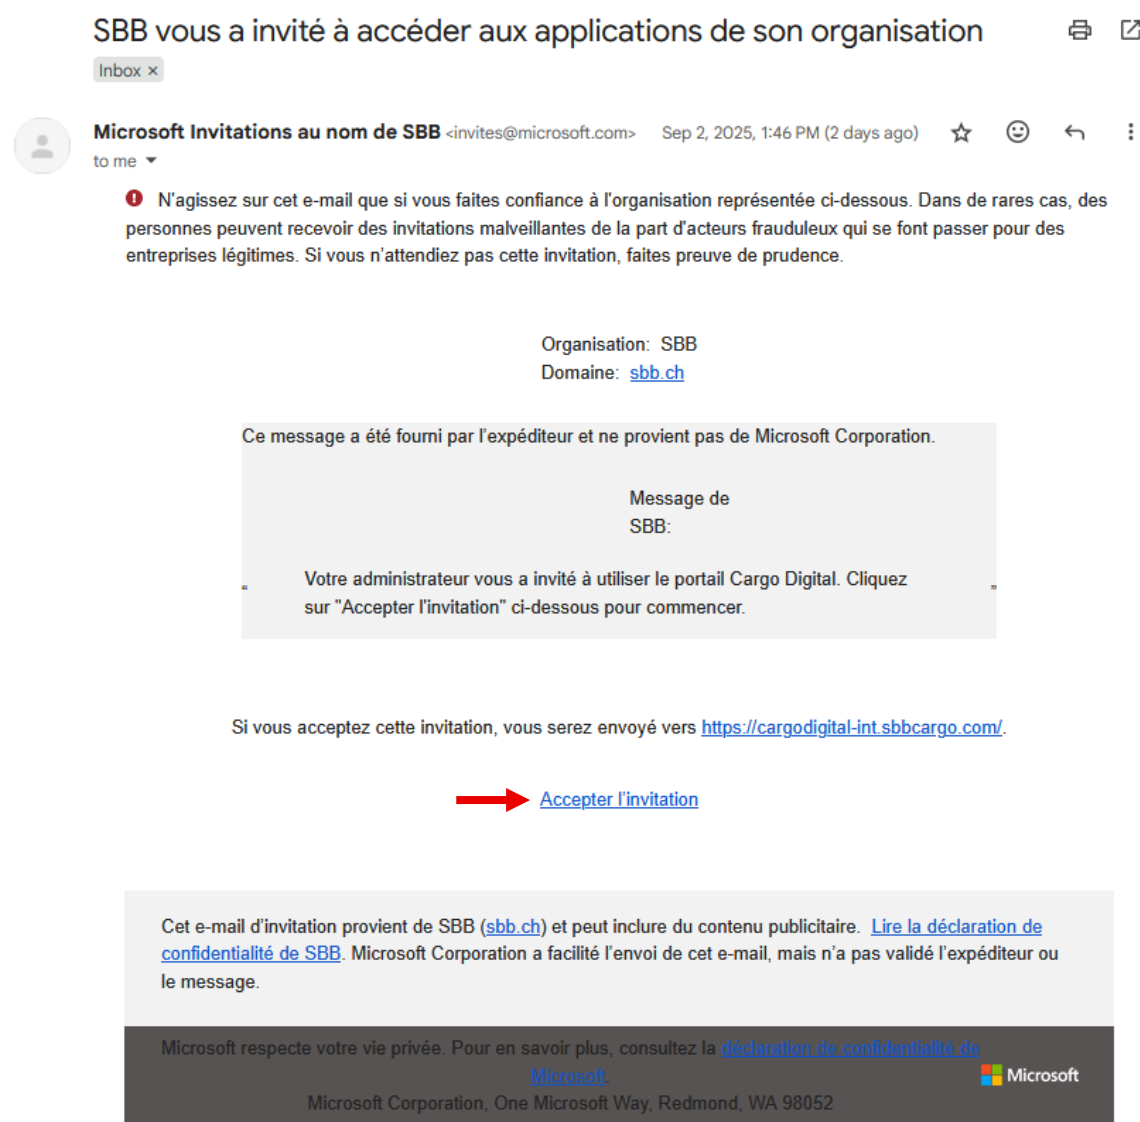 SBB vous a invité à accéder aux applications de son organisation
Inbox ×
Microsoft Invitations au nom de SBB <invites@microsoft.com> Sep 2, 2025, 1:46 PM (2 days ago)
to me
N'agissez sur cet e-mail que si vous faites confiance à l'organisation représentée ci-dessous. Dans de rares cas, des
personnes peuvent recevoir des invitations malveillantes de la part d'acteurs frauduleux qui se font passer pour des
entreprises légitimes. Si vous n'attendiez pas cette invitation, faites preuve de prudence.
Organisation: SBB
Domaine: sbb.ch
Ce message a été fourni par l'expéditeur et ne provient pas de Microsoft Corporation.
Message de
SBB:
“ Votre administrateur vous a invité à utiliser le portail Cargo Digital. Cliquez ”
sur "Accepter l'invitation" ci-dessous pour commencer.
Si vous acceptez cette invitation, vous serez envoyé vers https://cargodigital-int.sbbcargo.com/.
Accepter l'invitation
Cet e-mail d'invitation provient de SBB (sbb.ch) et peut inclure du contenu publicitaire. Lire la déclaration de
confidentialité de SBB. Microsoft Corporation a facilité l'envoi de cet e-mail, mais n'a pas validé l'expéditeur ou
le message.
Microsoft respecte votre vie privée. Pour en savoir plus, consultez la déclaration de confidentialité de
Microsoft.
Microsoft
Microsoft Corporation, One Microsoft Way, Redmond, WA 98052